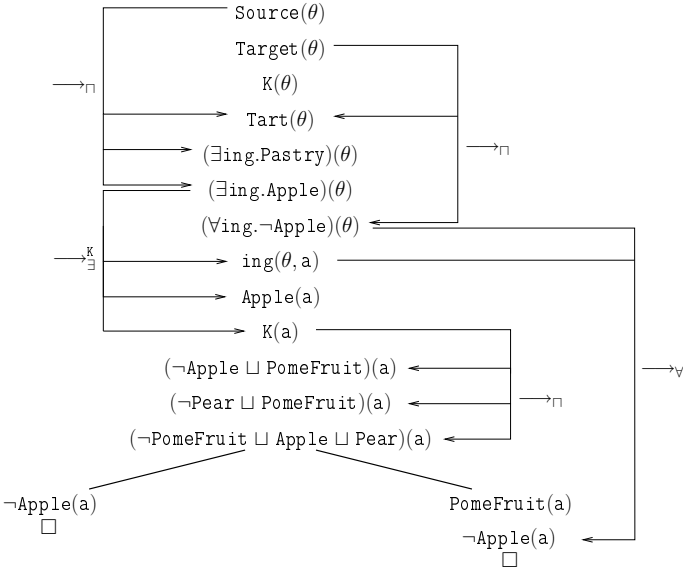 Source(θ)
Target(θ)
K(θ)
⟶⊓
Tart(θ)
⟶⊓
(∃ing.Pastry)(θ)
(∃ing.Apple)(θ)
(∀ing.¬Apple)(θ)
⟶∃ᴷ
ing(θ, a)
Apple(a)
K(a)
(¬Apple ⊔ PomeFruit)(a)
⟶∀
(¬Pear ⊔ PomeFruit)(a)
⟶⊓
(¬PomeFruit ⊔ Apple ⊔ Pear)(a)
¬Apple(a)
□
PomeFruit(a)
¬Apple(a)
□